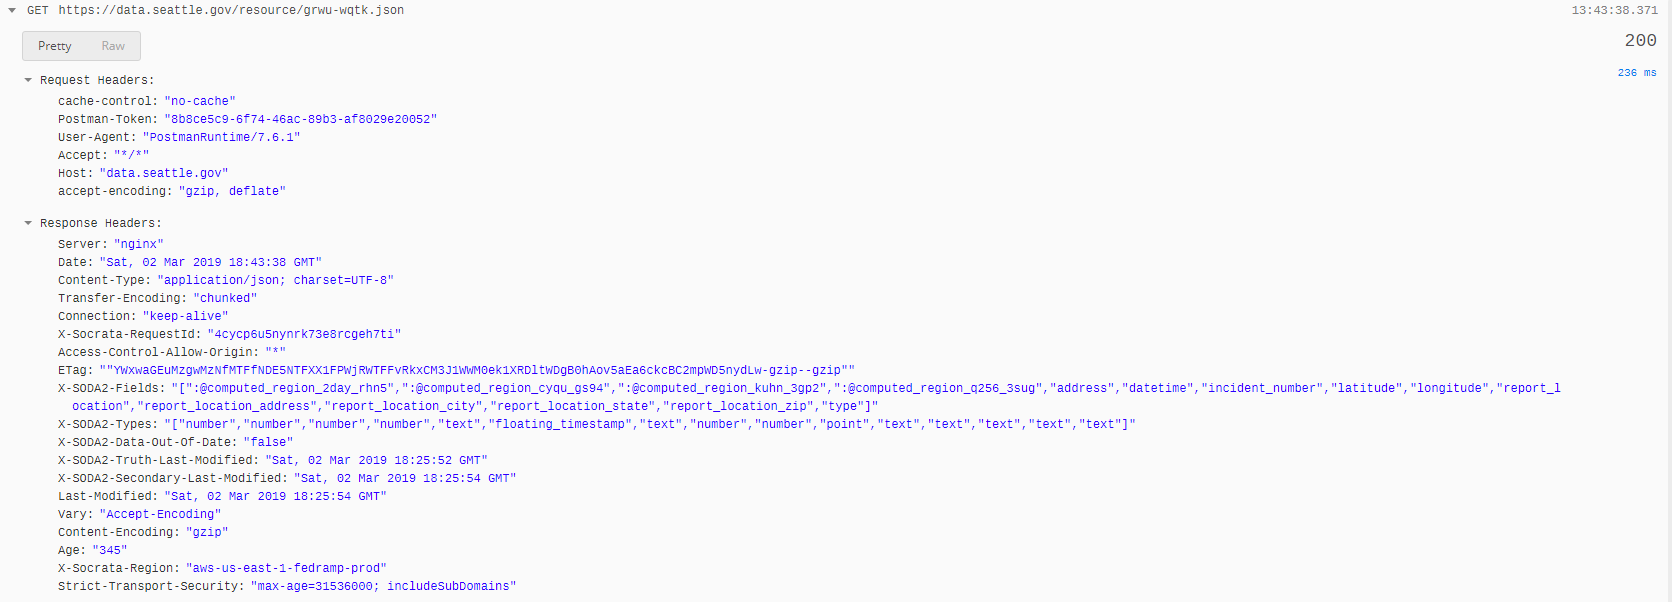 GET https://data.seattle.gov/resource/grwu-wqtk.json 13:43:38.371
Pretty Raw 200
236 ms
Request Headers:
cache-control: "no-cache"
Postman-Token: "8b8ce5c9-6f74-46ac-89b3-af8029e20052"
User-Agent: "PostmanRuntime/7.6.1"
Accept: "*/*"
Host: "data.seattle.gov"
accept-encoding: "gzip, deflate"
Response Headers:
Server: "nginx"
Date: "Sat, 02 Mar 2019 18:43:38 GMT"
Content-Type: "application/json; charset=UTF-8"
Transfer-Encoding: "chunked"
Connection: "keep-alive"
X-Socrata-RequestId: "4cycp6u5nynrk73e8rcgeh7ti"
Access-Control-Allow-Origin: "*"
ETag: ""YWxwaGEuMzgwMzNfMTFfNDE5NTFXX1FPWjRWTFFvRkxCM3J1WWM0ek1XRDltWDgB0hAov5aEa6ckcBC2mpWD5nydLw-gzip--gzip""
X-SODA2-Fields: "[":@computed_region_2day_rhn5",":@computed_region_cyqu_gs94",":@computed_region_kuhn_3gp2",":@computed_region_q256_3sug","address","datetime","incident_number","latitude","longitude","report_l
ocation","report_location_address","report_location_city","report_location_state","report_location_zip","type"]"
X-SODA2-Types: "["number","number","number","number","text","floating_timestamp","text","number","number","point","text","text","text","text","text"]"
X-SODA2-Data-Out-Of-Date: "false"
X-SODA2-Truth-Last-Modified: "Sat, 02 Mar 2019 18:25:52 GMT"
X-SODA2-Secondary-Last-Modified: "Sat, 02 Mar 2019 18:25:54 GMT"
Last-Modified: "Sat, 02 Mar 2019 18:25:54 GMT"
Vary: "Accept-Encoding"
Content-Encoding: "gzip"
Age: "345"
X-Socrata-Region: "aws-us-east-1-fedramp-prod"
Strict-Transport-Security: "max-age=31536000; includeSubDomains"